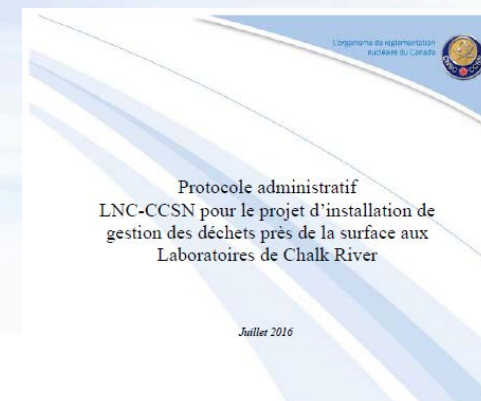 L'organisme de réglementation
nucléaire du Canada
Protocole administratif
LNC-CCSN pour le projet d'installation de
gestion des déchets près de la surface aux
Laboratoires de Chalk River
Juillet 2016